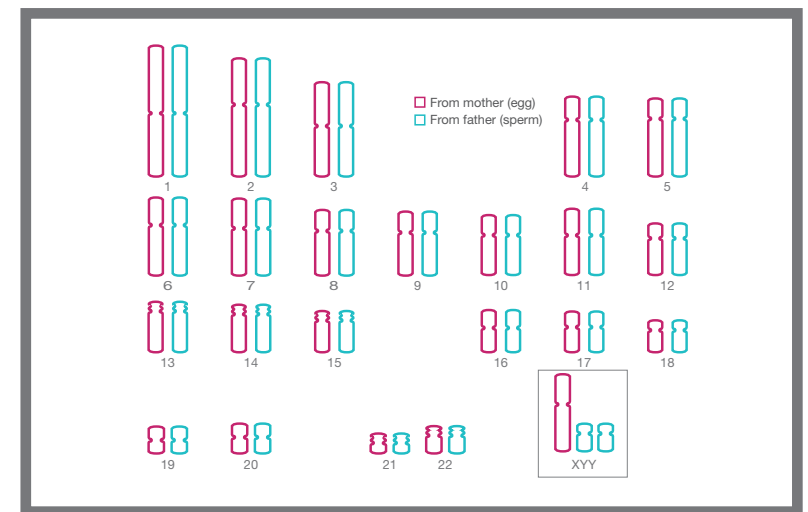 From mother (egg)
From father (sperm)
1 2 3 4 5
6 7 8 9 10 11 12
13 14 15 16 17 18
19 20 21 22 XYY